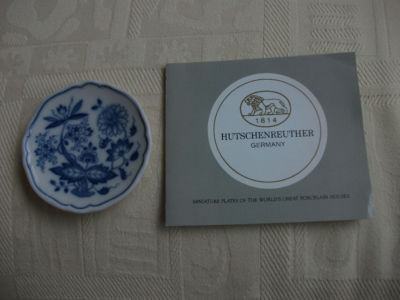 1814
HUTSCHENREUTHER
GERMANY
MINIATURE PLATES OF THE WORLD'S GREAT PORCELAIN HOUSES